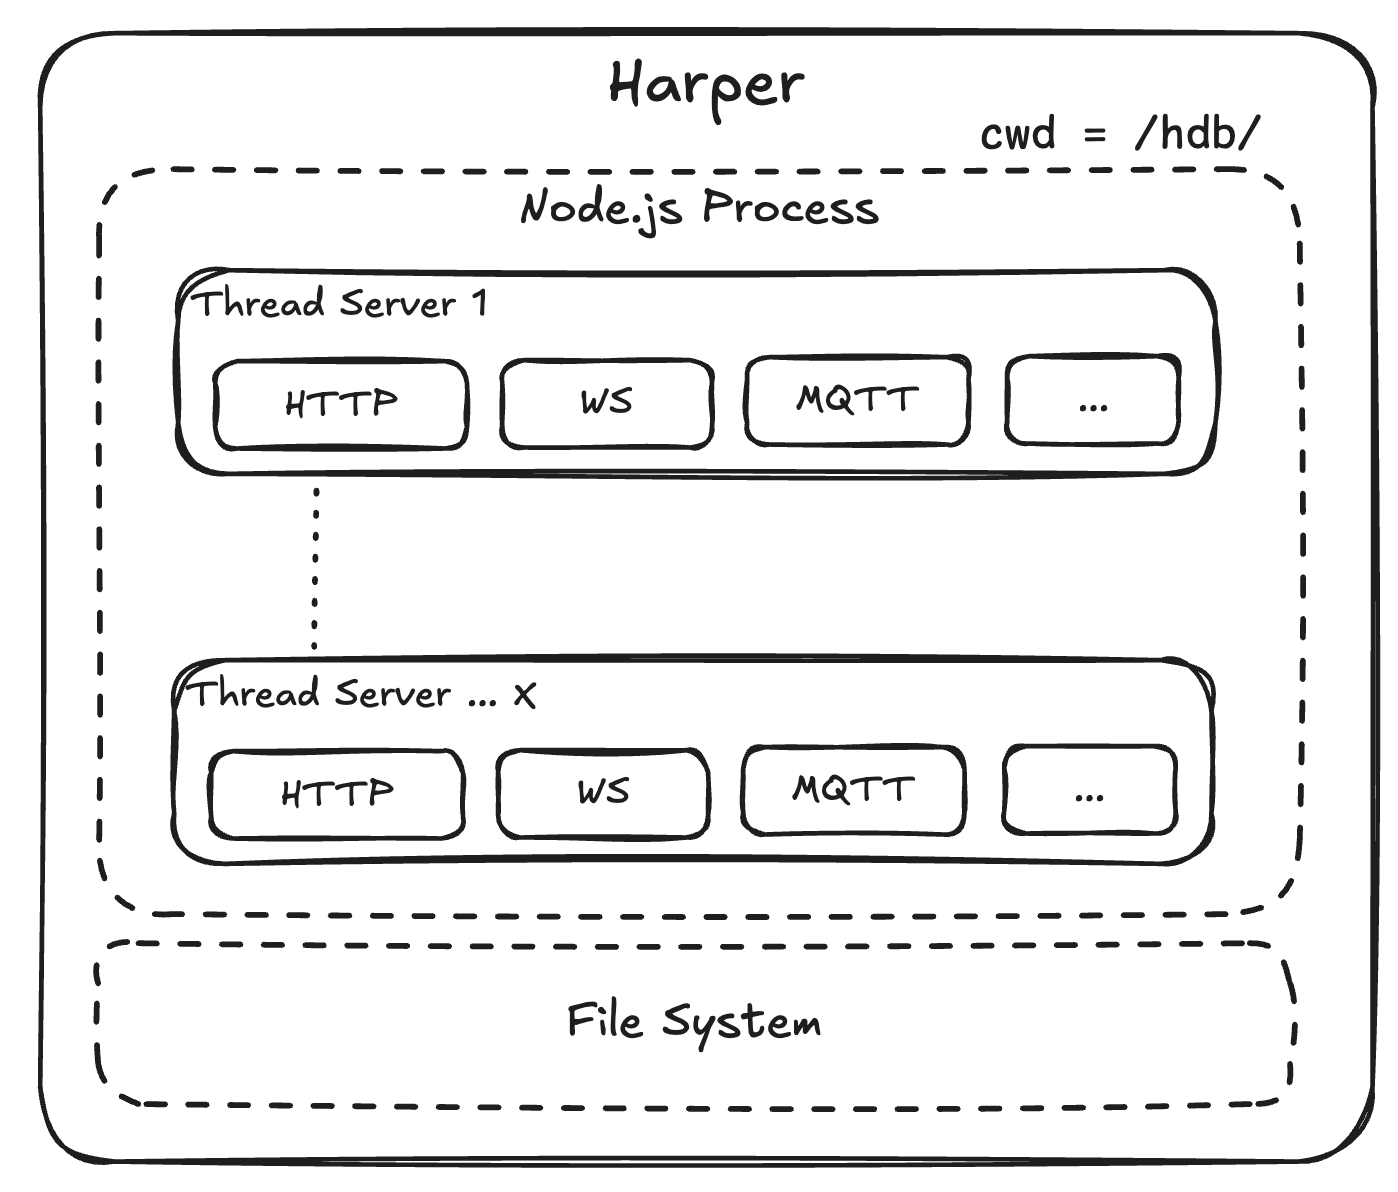 Harper
cwd = /hdb/
Node.js Process
Thread Server 1
HTTP
WS
MQTT
...
Thread Server ... X
HTTP
WS
MQTT
...
File System